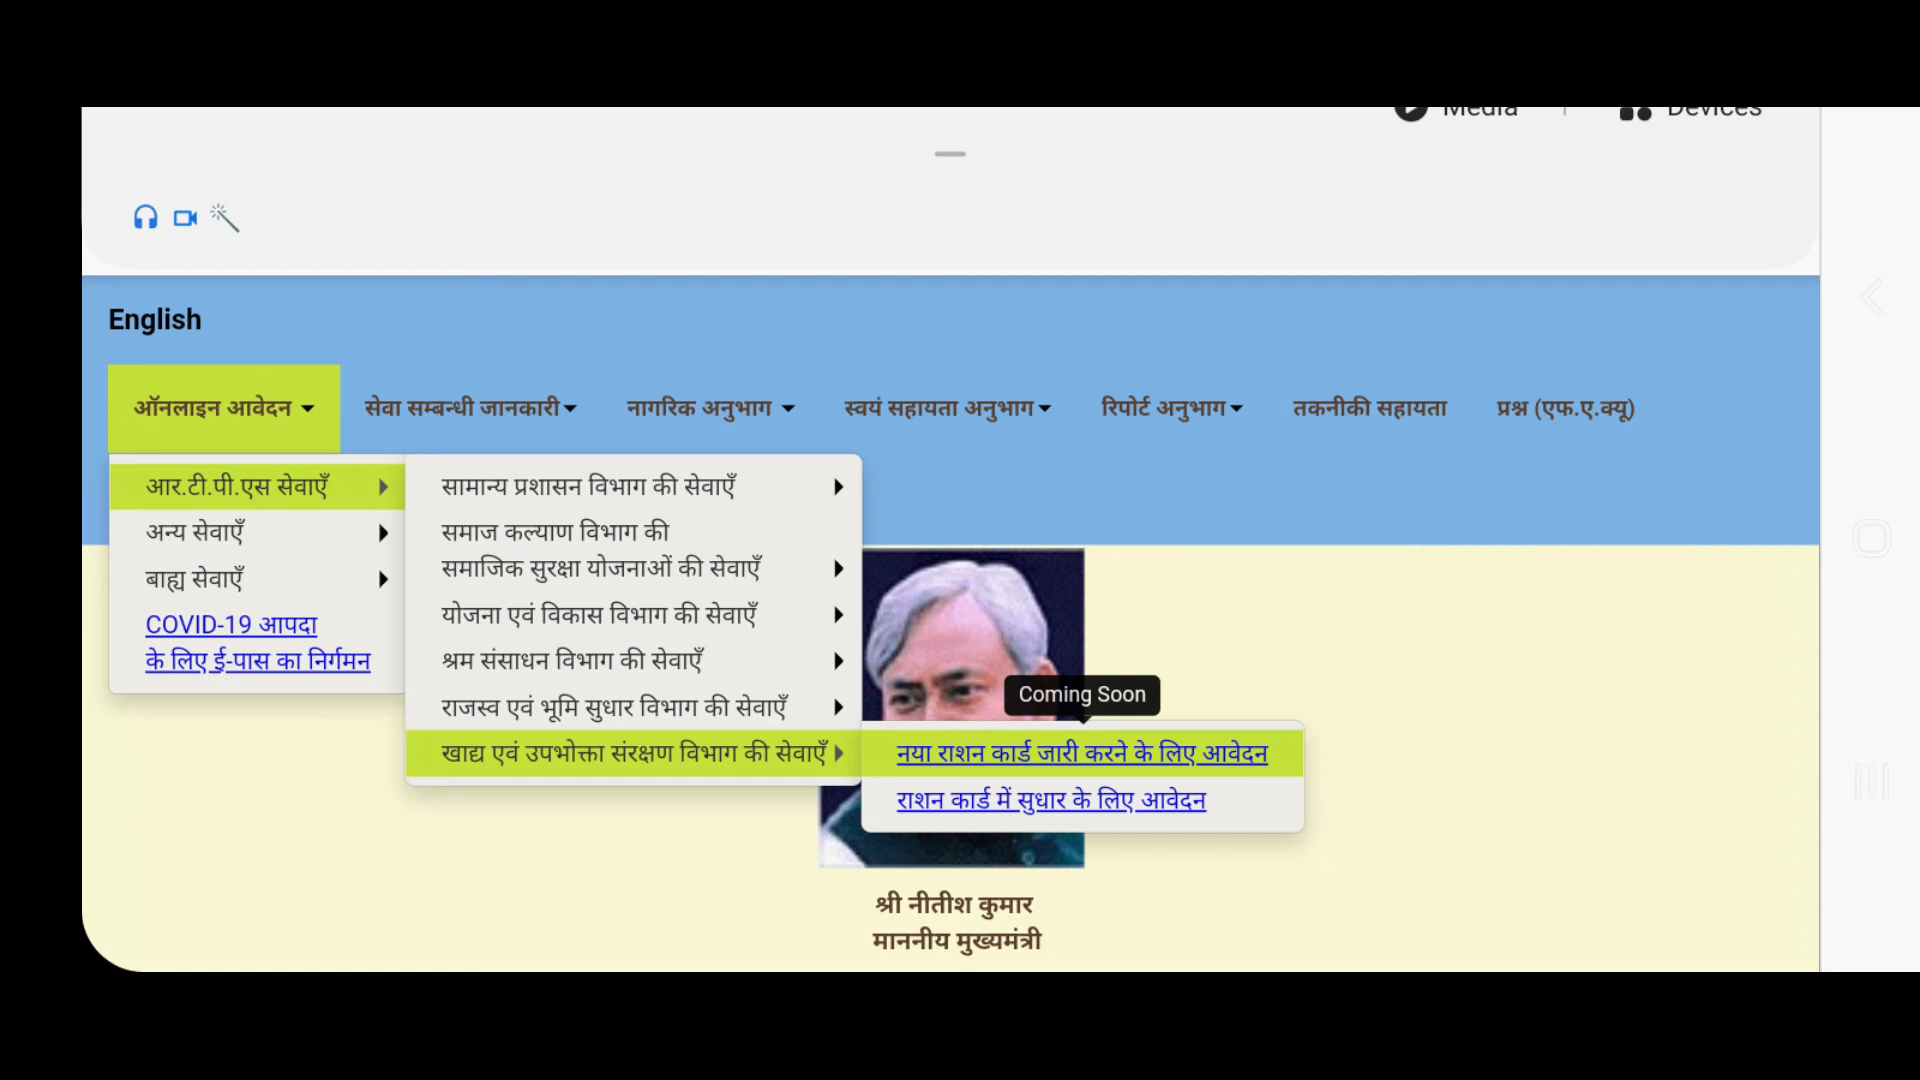 Media
Devices
English
ऑनलाइन आवेदन
सेवा सम्बन्धी जानकारी
नागरिक अनुभाग
स्वयं सहायता अनुभाग
रिपोर्ट अनुभाग
तकनीकी सहायता
प्रश्न (एफ.ए.क्यू)
आर.टी.पी.एस सेवाएँ
अन्य सेवाएँ
बाह्य सेवाएँ
COVID-19 आपदा
के लिए ई-पास का निर्गमन
सामान्य प्रशासन विभाग की सेवाएँ
समाज कल्याण विभाग की
समाजिक सुरक्षा योजनाओं की सेवाएँ
योजना एवं विकास विभाग की सेवाएँ
श्रम संसाधन विभाग की सेवाएँ
राजस्व एवं भूमि सुधार विभाग की सेवाएँ
खाद्य एवं उपभोक्ता संरक्षण विभाग की सेवाएँ
Coming Soon
नया राशन कार्ड जारी करने के लिए आवेदन
राशन कार्ड में सुधार के लिए आवेदन
श्री नीतीश कुमार
माननीय मुख्यमंत्री